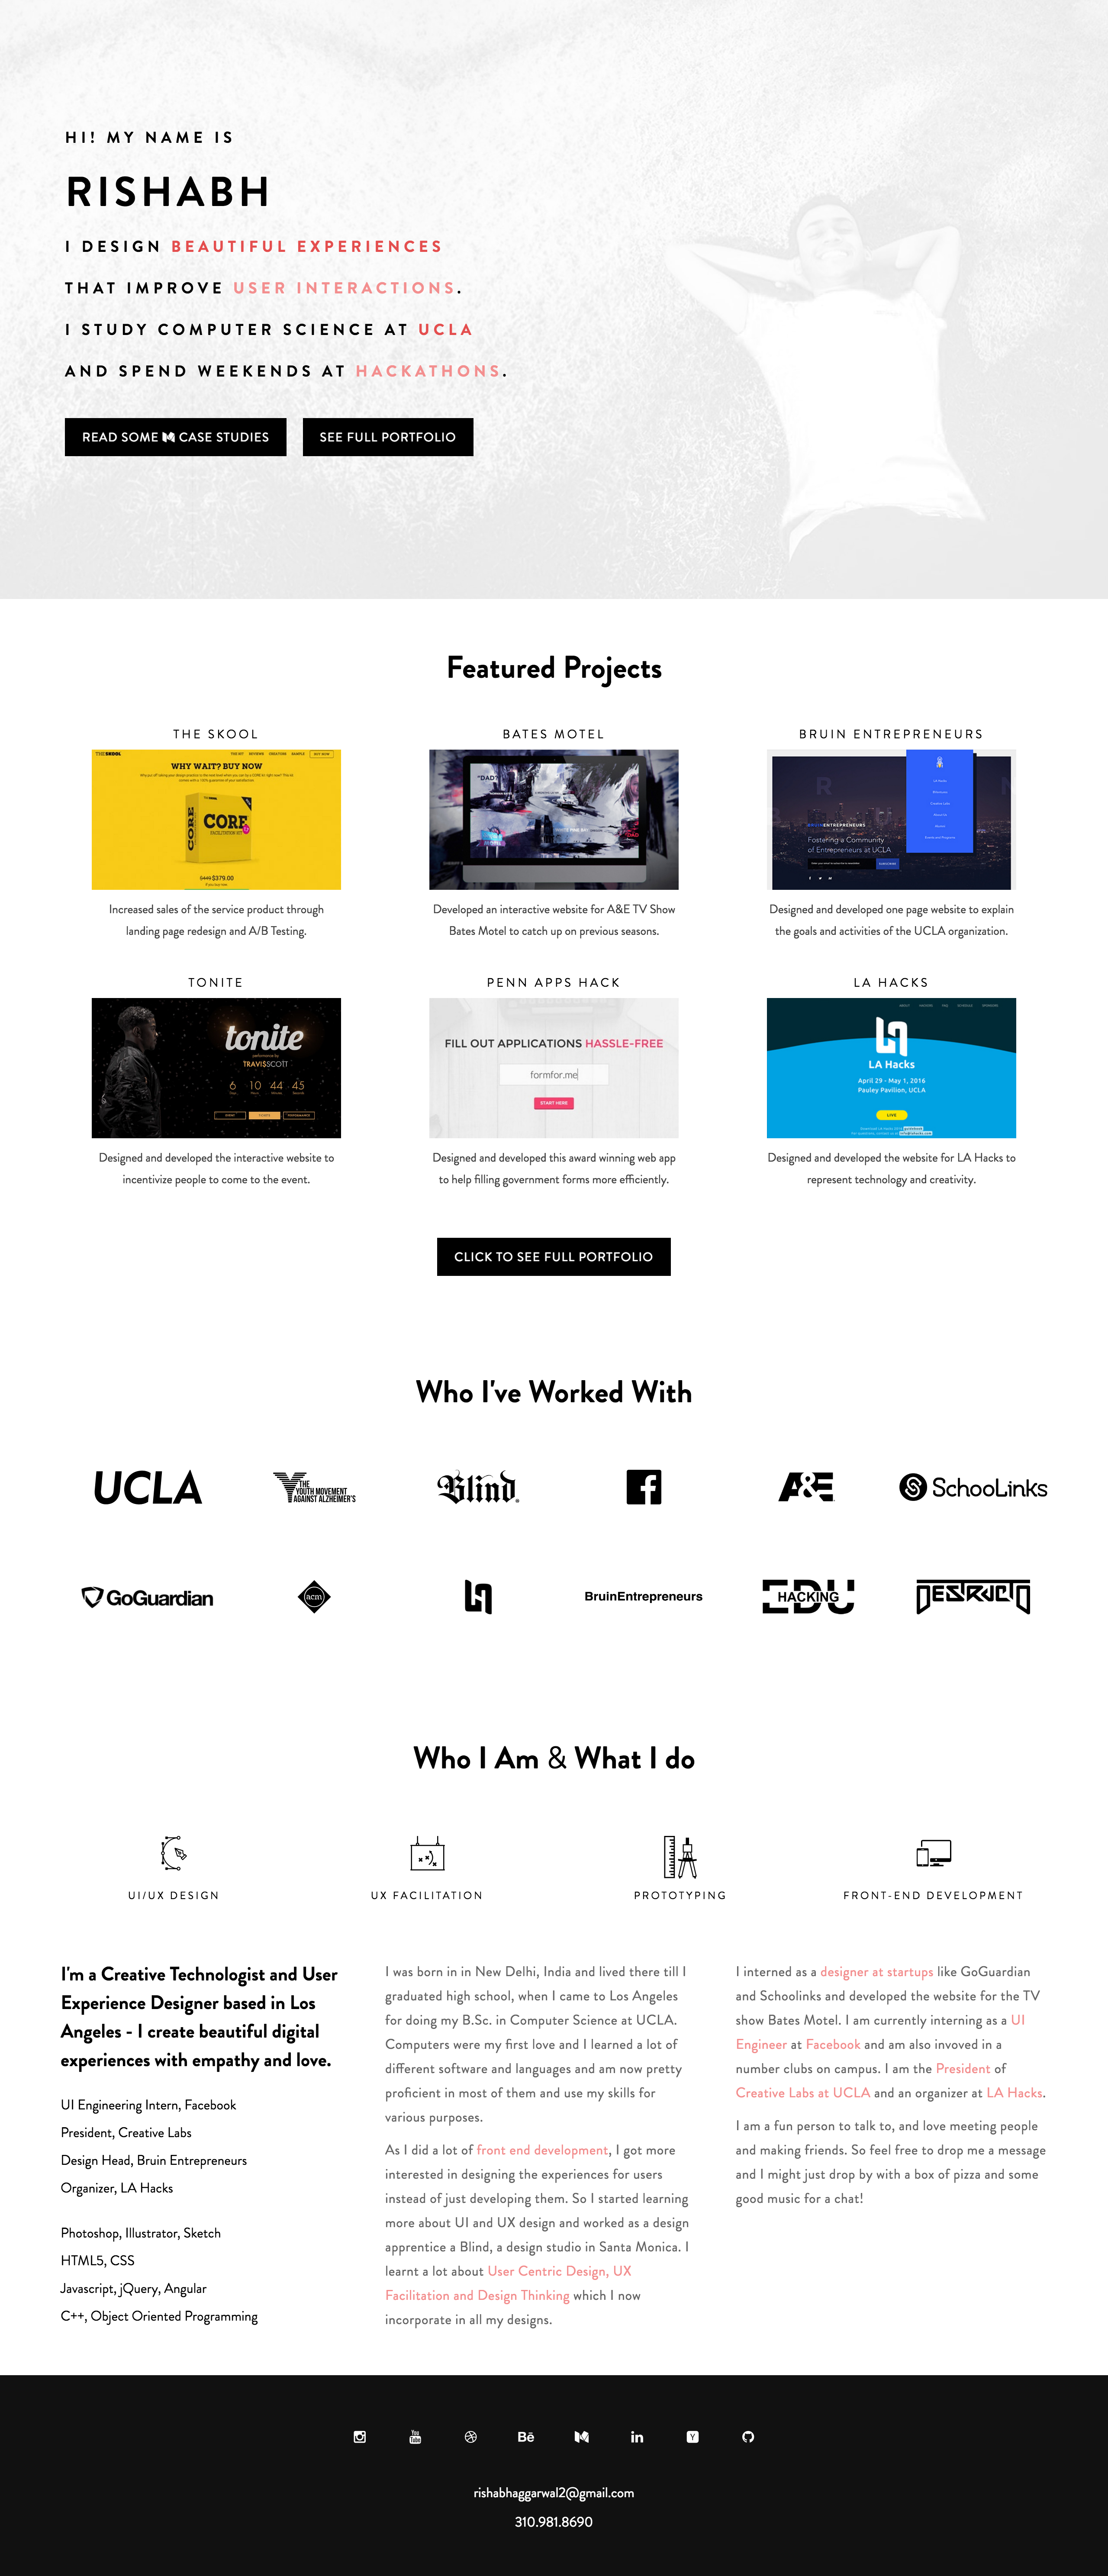 HI! MY NAME IS
RISHABH
I DESIGN BEAUTIFUL EXPERIENCES
THAT IMPROVE USER INTERACTIONS.
I STUDY COMPUTER SCIENCE AT UCLA
AND SPEND WEEKENDS AT HACKATHONS.
READ SOME CASE STUDIES
SEE FULL PORTFOLIO
Featured Projects
THE SKOOL
BATES MOTEL
BRUIN ENTREPRENEURS
THESKOOL
BUY NOW
WHY WAIT? BUY NOW
CORE
CORE
FACILITATION KIT
$379.00
"DAD?"
DAD
ENTREPRENEURS
Fostering a Community
of Entrepreneurs at UCLA
Increased sales of the service product through
landing page redesign and A/B Testing.
Developed an interactive website for A&E TV Show
Bates Motel to catch up on previous seasons.
Designed and developed one page website to explain
the goals and activities of the UCLA organization.
TONITE
PENN APPS HACK
LA HACKS
tonite
performance by
TRAVI$SCOTT
6 10 44 45
FILL OUT APPLICATIONS HASSLE-FREE
formfor.me
START HERE
LA Hacks
April 29 - May 1, 2016
Pauley Pavilion, UCLA
LIVE
Designed and developed the interactive website to
incentivize people to come to the event.
Designed and developed this award winning web app
to help filling government forms more efficiently.
Designed and developed the website for LA Hacks to
represent technology and creativity.
CLICK TO SEE FULL PORTFOLIO
Who I've Worked With
UCLA
THE
YOUTH MOVEMENT
AGAINST ALZHEIMER'S
Blind
A&E
SchooLinks
GoGuardian
acm
BruinEntrepreneurs
EDU
HACKING
DESTRUCTO
Who I Am & What I do
UI/UX DESIGN
UX FACILITATION
PROTOTYPING
FRONT-END DEVELOPMENT
I'm a Creative Technologist and User
Experience Designer based in Los
Angeles - I create beautiful digital
experiences with empathy and love.
UI Engineering Intern, Facebook
President, Creative Labs
Design Head, Bruin Entrepreneurs
Organizer, LA Hacks
Photoshop, Illustrator, Sketch
HTML5, CSS
Javascript, jQuery, Angular
C++, Object Oriented Programming
I was born in in New Delhi, India and lived there till I
graduated high school, when I came to Los Angeles
for doing my B.Sc. in Computer Science at UCLA.
Computers were my first love and I learned a lot of
different software and languages and am now pretty
proficient in most of them and use my skills for
various purposes.
As I did a lot of front end development, I got more
interested in designing the experiences for users
instead of just developing them. So I started learning
more about UI and UX design and worked as a design
apprentice a Blind, a design studio in Santa Monica. I
learnt a lot about User Centric Design, UX
Facilitation and Design Thinking which I now
incorporate in all my designs.
I interned as a designer at startups like GoGuardian
and Schoolinks and developed the website for the TV
show Bates Motel. I am currently interning as a UI
Engineer at Facebook and am also invoved in a
number clubs on campus. I am the President of
Creative Labs at UCLA and an organizer at LA Hacks.
I am a fun person to talk to, and love meeting people
and making friends. So feel free to drop me a message
and I might just drop by with a box of pizza and some
good music for a chat!
You
Tube
Bē
in
Y
rishabhaggarwal2@gmail.com
310.981.8690